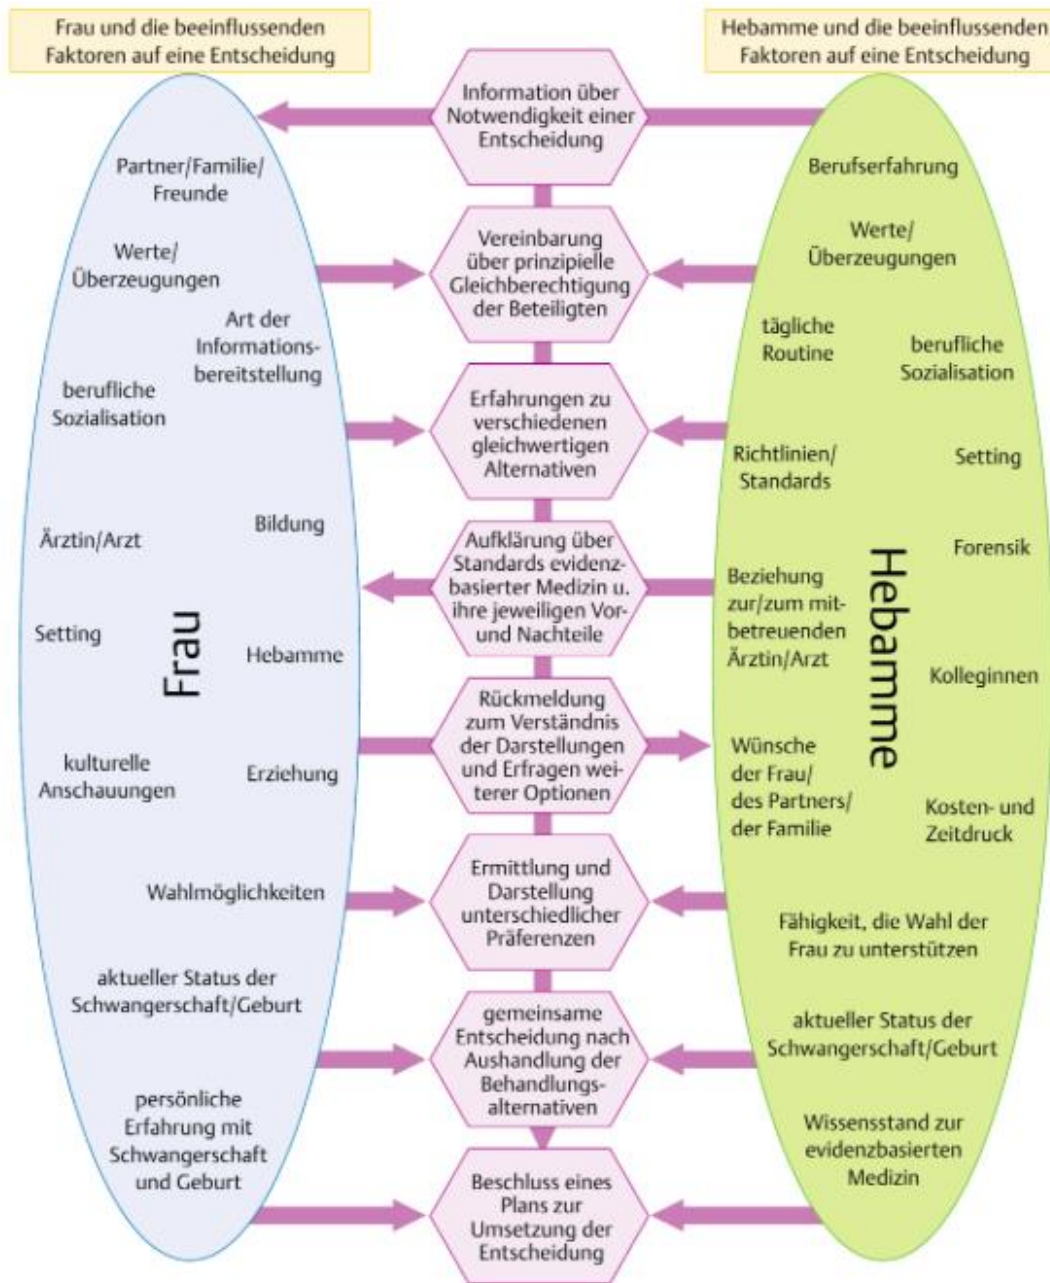 Frau und die beeinflussenden
Faktoren auf eine Entscheidung
Partner/Familie/
Freunde
Werte/
Überzeugungen
Art der
Informations-
bereitstellung
berufliche
Sozialisation
Bildung
Ärztin/Arzt
Frau
Setting
Hebamme
kulturelle
Anschauungen
Erziehung
Wahlmöglichkeiten
aktueller Status der
Schwangerschaft/Geburt
persönliche
Erfahrung mit
Schwangerschaft
und Geburt
Information über
Notwendigkeit einer
Entscheidung
Vereinbarung
über prinzipielle
Gleichberechtigung
der Beteiligten
Erfahrungen zu
verschiedenen
gleichwertigen
Alternativen
Aufklärung über
Standards evidenz-
basierter Medizin u.
ihre jeweiligen Vor-
und Nachteile
Rückmeldung
zum Verständnis
der Darstellungen
und Erfragen wei-
terer Optionen
Ermittlung und
Darstellung
unterschiedlicher
Präferenzen
gemeinsame
Entscheidung nach
Aushandlung der
Behandlungs-
alternativen
Beschluss eines
Plans zur
Umsetzung der
Entscheidung
Hebamme und die beeinflussenden
Faktoren auf eine Entscheidung
Berufserfahrung
Werte/
Überzeugungen
tägliche
Routine
berufliche
Sozialisation
Richtlinien/
Standards
Setting
Forensik
Hebamme
Beziehung
zur/zum mit-
betreuenden
Ärztin/Arzt
Kolleginnen
Wünsche
der Frau/
des Partners/
der Familie
Kosten- und
Zeitdruck
Fähigkeit, die Wahl der
Frau zu unterstützen
aktueller Status der
Schwangerschaft/Geburt
Wissensstand zur
evidenzbasierten
Medizin